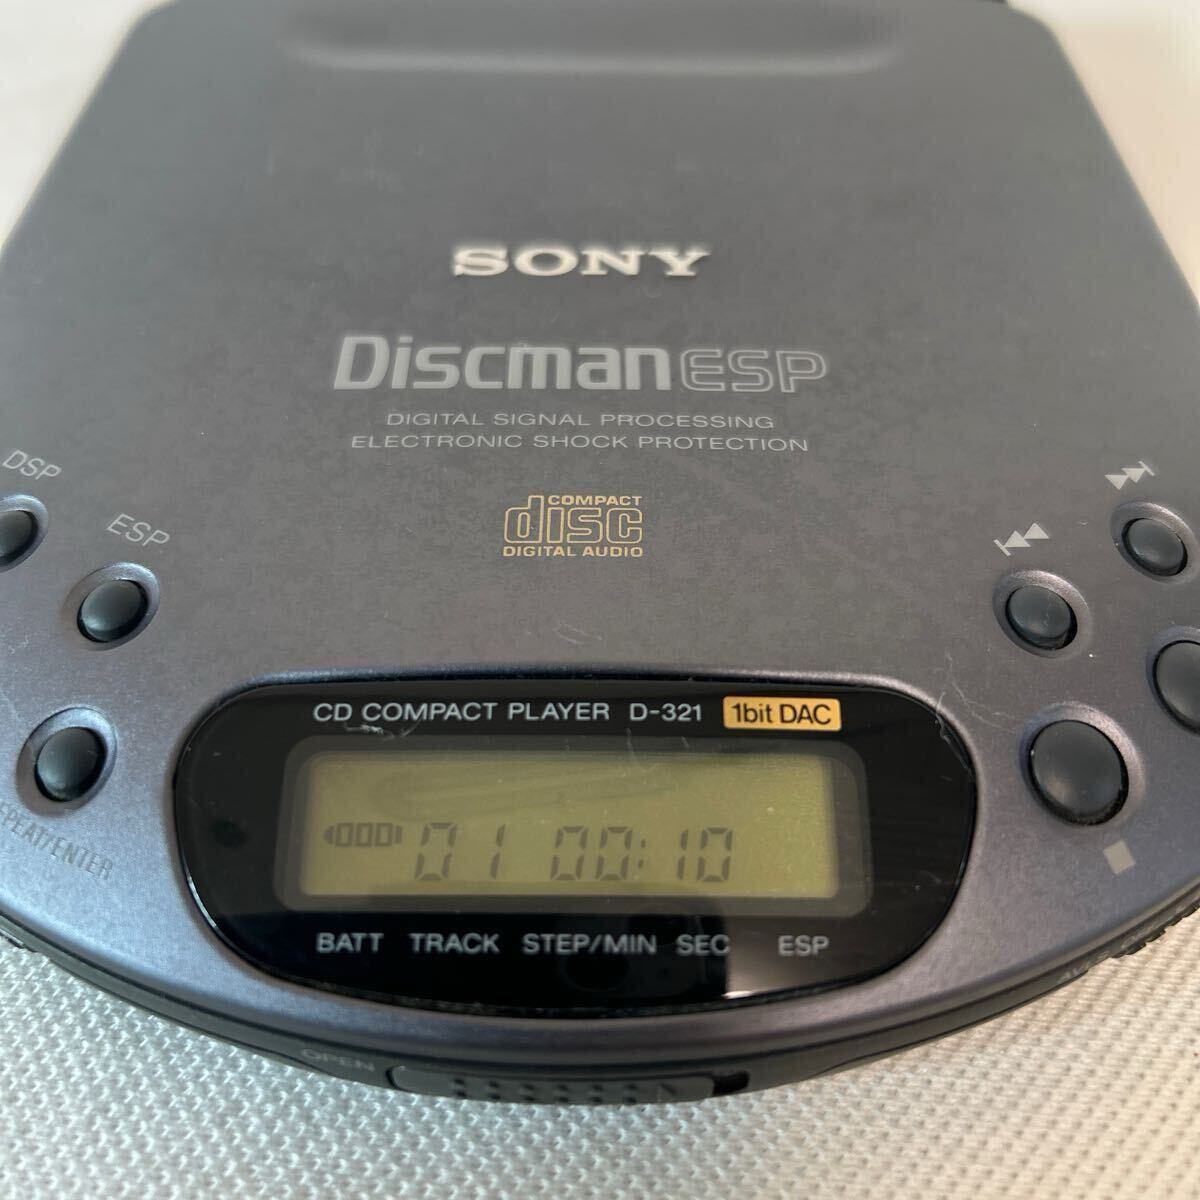 SONY
Discman ESP
DIGITAL SIGNAL PROCESSING
ELECTRONIC SHOCK PROTECTION
DSP
ESP
COMPACT
disc
DIGITAL AUDIO
CD COMPACT PLAYER D-321 1bit DAC
01 00:10
BATT TRACK STEP/MIN SEC ESP
OPEN